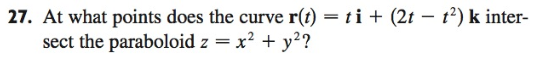 27. At what points does the curve r(t) = t i + (2t − t²) k inter-
sect the paraboloid z = x² + y²?